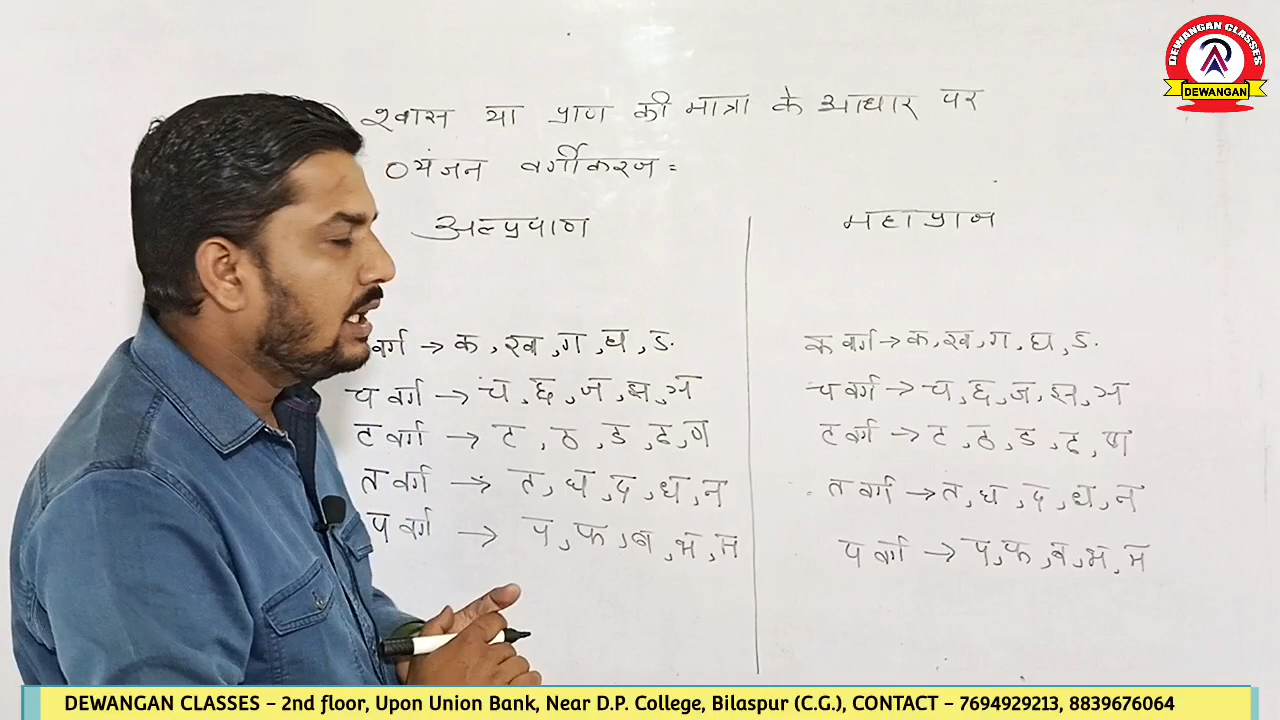 श्वास या प्राण की मात्रा के आधार पर
व्यंजन वर्गीकरण =
अल्पप्राण
महाप्राण
वर्ग → क, ख, ग, घ, ङ.
च वर्ग → च, छ, ज, झ, ञ
ट वर्ग → ट, ठ, ड, ढ, ण
त वर्ग → त, थ, द, ध, न
प वर्ग → प, फ, ब, भ, म
क वर्ग → क, ख, ग, घ, ङ.
च वर्ग → च, छ, ज, झ, ञ
ट वर्ग → ट, ठ, ड, ढ, ण
त वर्ग → त, थ, द, ध, न
प वर्ग → प, फ, ब, भ, म
DEWANGAN CLASSES
DEWANGAN
DEWANGAN CLASSES – 2nd floor, Upon Union Bank, Near D.P. College, Bilaspur (C.G.), CONTACT – 7694929213, 8839676064